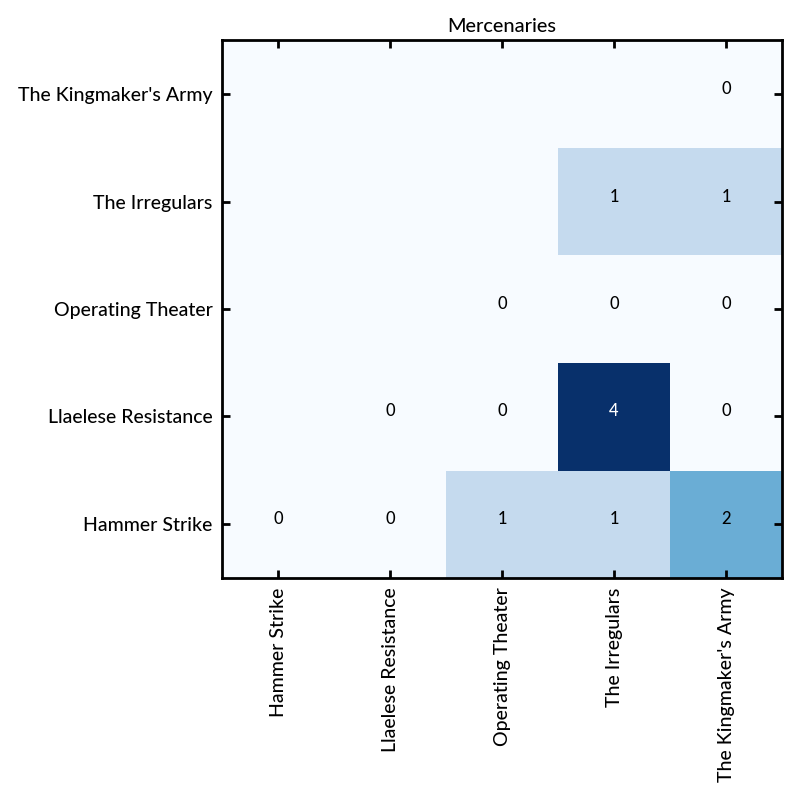 Mercenaries
The Kingmaker's Army 0
The Irregulars 1 1
Operating Theater 0 0 0
Llaelese Resistance 0 0 4 0
Hammer Strike 0 0 1 1 2
Hammer Strike
Llaelese Resistance
Operating Theater
The Irregulars
The Kingmaker's Army